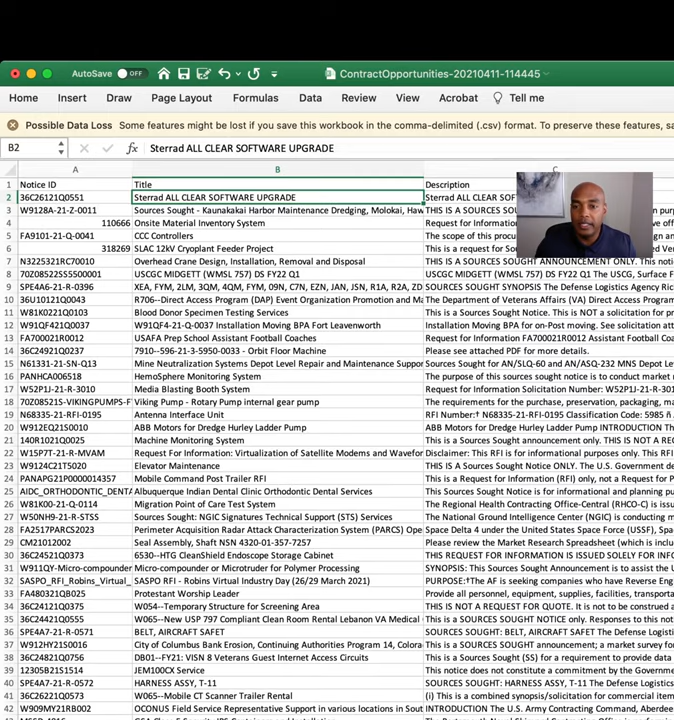 AutoSave OFF ContractOpportunities-20210411-114445
Home Insert Draw Page Layout Formulas Data Review View Acrobat Tell me
Possible Data Loss Some features might be lost if you save this workbook in the comma-delimited (.csv) format. To preserve these features, sa
B2 fx Sterrad ALL CLEAR SOFTWARE UPGRADE
A B C
1 Notice ID Title Description
2 36C26121Q0551 Sterrad ALL CLEAR SOFTWARE UPGRADE Sterrad ALL CLEAR SOF
3 W9128A-21-Z-0011 Sources Sought - Kaunakakai Harbor Maintenance Dredging, Molokai, Haw THIS IS A SOURCES SOU
4 110666 Onsite Material Inventory System Request for Informatio
5 FA9101-21-Q-0041 CCC Controllers The scope of this procu
6 318269 SLAC 12kV Cryoplant Feeder Project This is a request for So
7 N3225321RC70010 Overhead Crane Design, Installation, Removal and Disposal THIS IS A SOURCES SOUGHT ANNOUNCEMENT ONLY. This noti
8 70Z08522S5500001 USCGC MIDGETT (WMSL 757) DS FY22 Q1 USCGC MIDGETT (WMSL 757) DS FY22 Q1 The USCG, Surface F
9 SPE4A6-21-R-0396 XEA, FYM, 2LM, 3QM, 4QM, FYM, 09N, C7N, EZN, JAN, JSN, R1A, R2A, ZD SOURCES SOUGHT SYNOPSIS The Defense Logistics Agency Ric
10 36U10121Q0043 R706--Direct Access Program (DAP) Event Organization Promotion and Ma The Department of Veterans Affairs (VA) Direct Access Program
11 W81K0221Q0103 Blood Donor Specimen Testing Services This is a Sources Sought Notice. This is NOT a solicitation for pr
12 W91QF421Q0037 W91QF4-21-Q-0037 Installation Moving BPA Fort Leavenworth Installation Moving BPA for on-Post moving. See solicitation att
13 FA700021R0012 USAFA Prep School Assistant Football Coaches Request for Information FA700021R0012 Assistant Football Coa
14 36C24921Q0237 7910--596-21-3-5950-0033 - Orbit Floor Machine Please see attached PDF for more details.
15 N61331-21-SN-Q13 Mine Neutralization Systems Depot Level Repair and Maintenance Suppor Sources Sought for AN/SLQ-60 and AN/ASQ-232 MNS Depot Le
16 PANHCA006618 HemoSphere Monitoring System The purpose of this sources sought notice is to conduct market
17 W52P1J-21-R-3010 Media Blasting Booth System Request for Information Solicitation Number: W52P1J-21-R-301
18 70Z08521S-VIKINGPUMPS-F Viking Pump - Rotary pump internal gear pump The requirements for the purchase, preservation, packaging, ma
19 N68335-21-RFI-0195 Antenna Interface Unit RFI Number:† N68335-21-RFI-0195 Classification Code: 5985 ñ A
20 W912EQ21S0010 ABB Motors for Dredge Hurley Ladder Pump ABB Motors for Dredge Hurley Ladder Pump INTRODUCTION Th
21 140R1021Q0025 Machine Monitoring System This is a Sources Sought announcement only. THIS IS NOT A REC
22 W15P7T-21-R-MVAM Request For Information: Virtualization of Satellite Modems and Wavefor Disclaimer: This RFI is for informational purposes only. This RFI
23 W9124C21T5020 Elevator Maintenance THIS IS A Sources Sought Notice ONLY. The U.S. Government de
24 PANAPG21P0000014357 Mobile Command Post Trailer RFI This is a Request for Information (RFI) only, not a Request for P
25 AIDC_ORTHODONTIC_DENTA Albuquerque Indian Dental Clinic Orthodontic Dental Services This Sources Sought Notice is for informational and planning pu
26 W81K00-21-Q-0114 Migration Point of Care Test System The Regional Health Contracting Office-Central (RHCO-C) is issu
27 W50NH9-21-R-STSS Sources Sought: NGIC Signatures Technical Support (STS) Services The National Ground Intelligence Center (NGIC) is conducting m
28 FA2517PARCS2023 Perimeter Acquisition Radar Attack Characterization System (PARCS) Ope Space Delta 4 under the United States Space Force (USSF), Spac
29 CM21012002 Seal Assembly, Shaft NSN 4320-01-357-7257 Please review the Market Research Spreadsheet (which is inclu
30 36C24521Q0373 6530--HTG CleanShield Endoscope Storage Cabinet THIS REQUEST FOR INFORMATION IS ISSUED SOLELY FOR INFO
31 W911QY-Micro-compounder Micro-compounder or Microtruder for Polymer Processing SYNOPSIS: This Sources Sought Announcement is to assist the U
32 SASPO_RFI_Robins_Virtual_ SASPO RFI - Robins Virtual Industry Day (26/29 March 2021) PURPOSE:†The AF is seeking companies who have Reverse Eng
33 FA480321QB025 Protestant Worship Leader Provide all personnel, equipment, supplies, facilities, transporta
34 36C24121Q0375 W054--Temporary Structure for Screening Area THIS IS NOT A REQUEST FOR QUOTE. It is not to be construed a
35 36C24421Q0355 W065--New USP 797 Compliant Clean Room Rental Lebanon VA Medical This is a SOURCES SOUGHT NOTICE only. Responses to this not
36 SPE4A7-21-R-0571 BELT, AIRCRAFT SAFET SOURCES SOUGHT: BELT, AIRCRAFT SAFET The Defense Logisti
37 W912HY21S0016 City of Columbus Bank Erosion, Continuing Authorities Program 14, Colora This is a SOURCES SOUGHT announcement; a market survey for
38 36C24821Q0756 DB01--FY21: VISN 8 Veterans Guest Internet Access Circuits This is a Sources Sought (SS) for a requirement to provide data
39 12305B21S1514 JEM100CX Service This notice does not constitute a commitment by the Governme
40 SPE4A7-21-R-0572 HARNESS ASSY, T-11 SOURCES SOUGHT: HARNESS ASSY, T-11 The Defense Logistics
41 36C26221Q0573 W065--Mobile CT Scanner Trailer Rental (i) This is a combined synopsis/solicitation for commercial item
42 W909MY21RB002 OCONUS Field Service Representative Support in various locations in Sout INTRODUCTION The U.S. Army Contracting Command, Aberdee